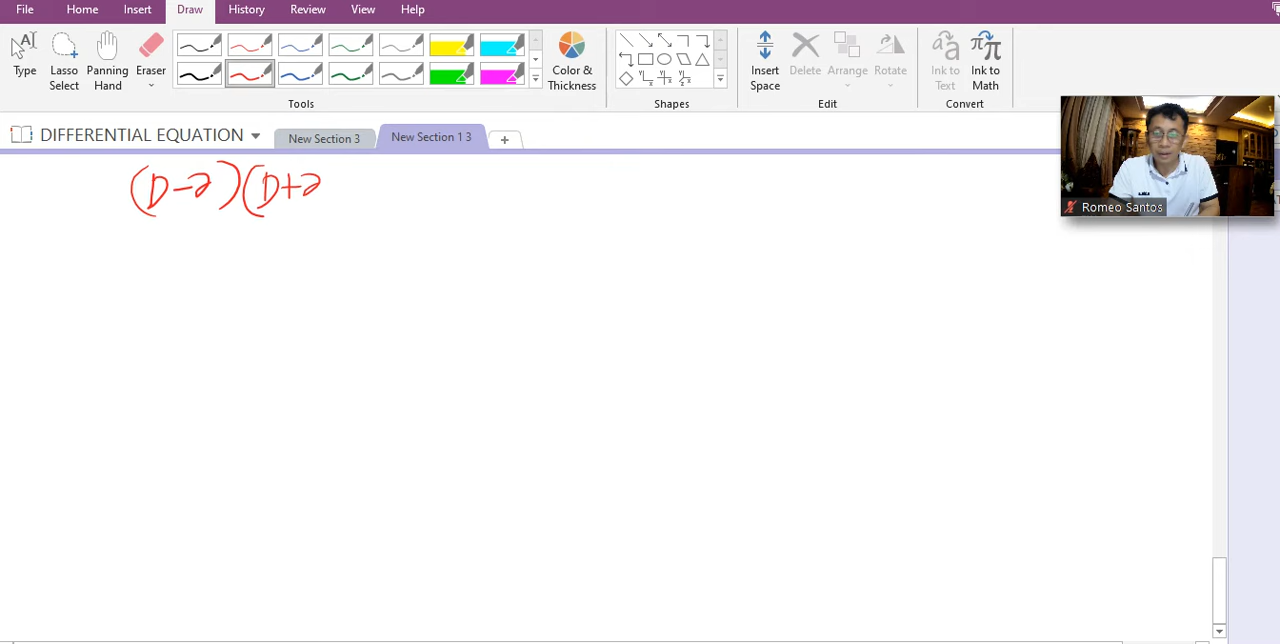 File Home Insert Draw History Review View Help
Type Lasso Select Panning Hand Eraser Color & Thickness Insert Space Delete Arrange Rotate Ink to Text Ink to Math
Tools Shapes Edit Convert
DIFFERENTIAL EQUATION New Section 3 New Section 1 3 +
(D-2)(D+2
Romeo Santos